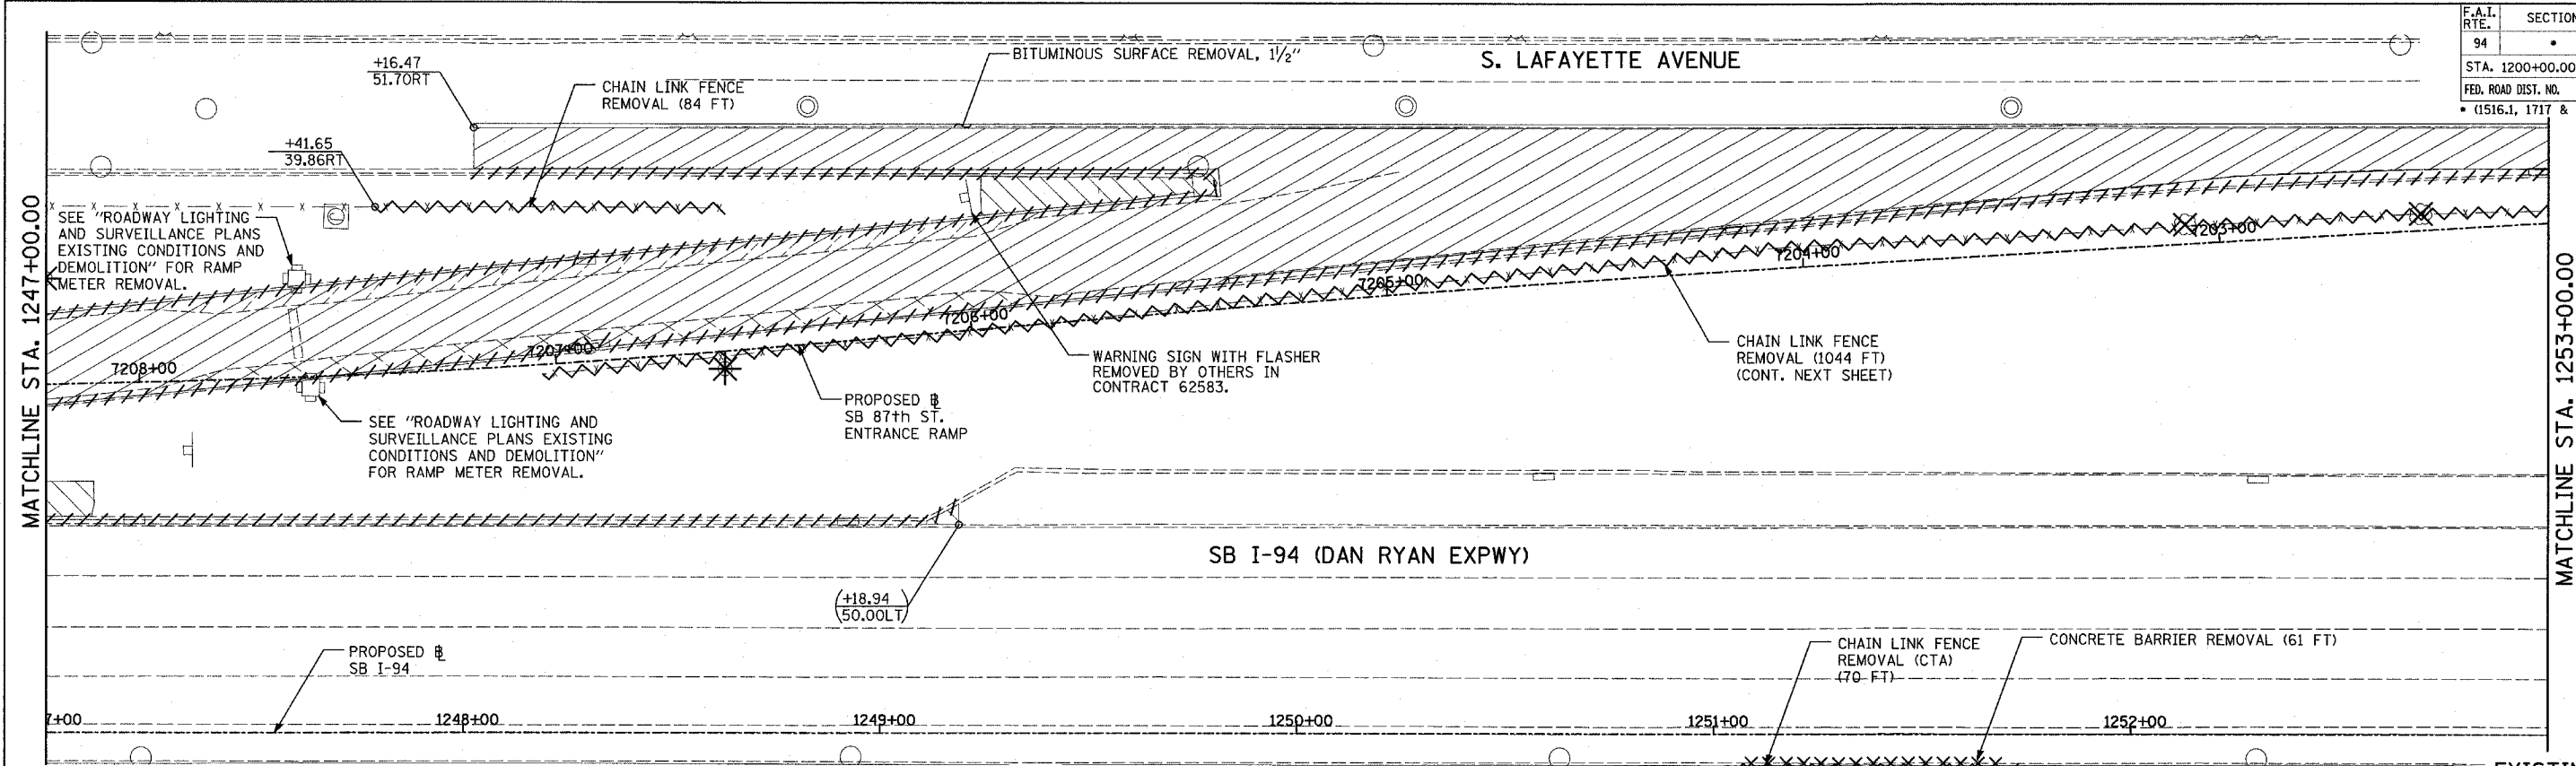 F.A.I.
RTE.
SECTION
94
•
STA. 1200+00.00
FED. ROAD DIST. NO.
• (1516.1, 1717 &
BITUMINOUS SURFACE REMOVAL, 1 1/2"
S. LAFAYETTE AVENUE
+16.47
51.70RT
CHAIN LINK FENCE
REMOVAL (84 FT)
+41.65
39.86RT
MATCHLINE STA. 1247+00.00
SEE "ROADWAY LIGHTING
AND SURVEILLANCE PLANS
EXISTING CONDITIONS AND
DEMOLITION" FOR RAMP
METER REMOVAL.
7208+00
7207+00
7206+00
7205+00
7204+00
7203+00
WARNING SIGN WITH FLASHER
REMOVED BY OTHERS IN
CONTRACT 62583.
CHAIN LINK FENCE
REMOVAL (1044 FT)
(CONT. NEXT SHEET)
MATCHLINE STA. 1253+00.00
PROPOSED ℄
SB 87th ST.
ENTRANCE RAMP
SEE "ROADWAY LIGHTING AND
SURVEILLANCE PLANS EXISTING
CONDITIONS AND DEMOLITION"
FOR RAMP METER REMOVAL.
SB I-94 (DAN RYAN EXPWY)
(+18.94
50.00LT)
PROPOSED ℄
SB I-94
CHAIN LINK FENCE
REMOVAL (CTA)
(70 FT)
CONCRETE BARRIER REMOVAL (61 FT)
7+00
1248+00
1249+00
1250+00
1251+00
1252+00